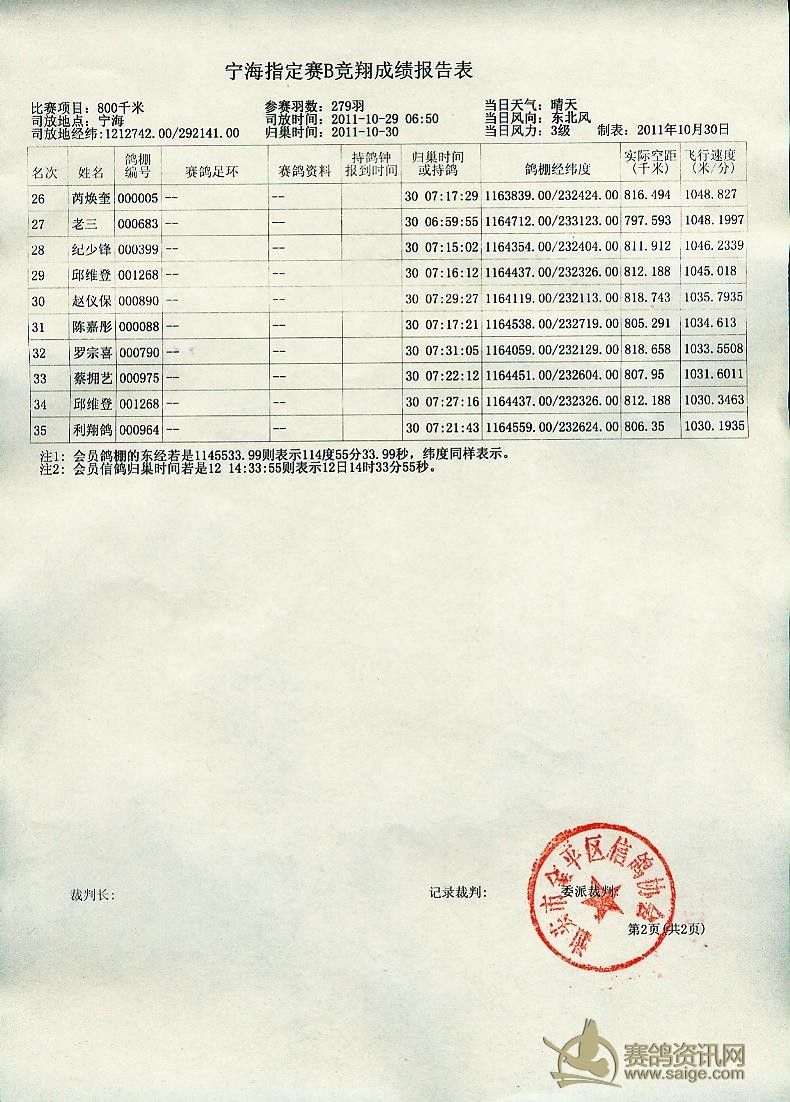 宁海指定赛B竞翔成绩报告表
比赛项目: 800千米 参赛羽数: 279羽 当日天气: 晴天
司放地点: 宁海 司放时间: 2011-10-29 06:50 当日风向: 东北风
司放地经纬:1212742.00/292141.00 归巢时间: 2011-10-30 当日风力: 3级 制表: 2011年10月30日
名次 姓名 鸽棚编号 赛鸽足环 赛鸽资料 持鸽钟报到时间 归巢时间或持鸽 鸽棚经纬度 实际空距(千米) 飞行速度(米/分)
26 芮焕奎 000005 -- -- 30 07:17:29 1163839.00/232424.00 816.494 1048.827
27 老三 000683 -- -- 30 06:59:55 1164712.00/233123.00 797.593 1048.1997
28 纪少锋 000399 -- -- 30 07:15:02 1164354.00/232404.00 811.912 1046.2339
29 邱维登 001268 -- -- 30 07:16:12 1164437.00/232326.00 812.188 1045.018
30 赵仪保 000890 -- -- 30 07:29:27 1164119.00/232113.00 818.743 1035.7935
31 陈嘉彤 000088 -- -- 30 07:17:21 1164538.00/232719.00 805.291 1034.613
32 罗宗喜 000790 -- -- 30 07:31:05 1164059.00/232129.00 818.658 1033.5508
33 蔡拥艺 000975 -- -- 30 07:22:12 1164451.00/232604.00 807.95 1031.6011
34 邱维登 001268 -- -- 30 07:27:16 1164437.00/232326.00 812.188 1030.3463
35 利翔鸽 000964 -- -- 30 07:21:43 1164559.00/232624.00 806.35 1030.1935
注1: 会员鸽棚的东经若是1145533.99则表示114度55分33.99秒，纬度同样表示。
注2: 会员信鸽归巢时间若是12 14:33:55则表示12日14时33分55秒。
汕头市金平区信鸽协会
裁判长: 记录裁判: 委派裁判:
第2页(共2页)
赛鸽资讯网
www.saige.com